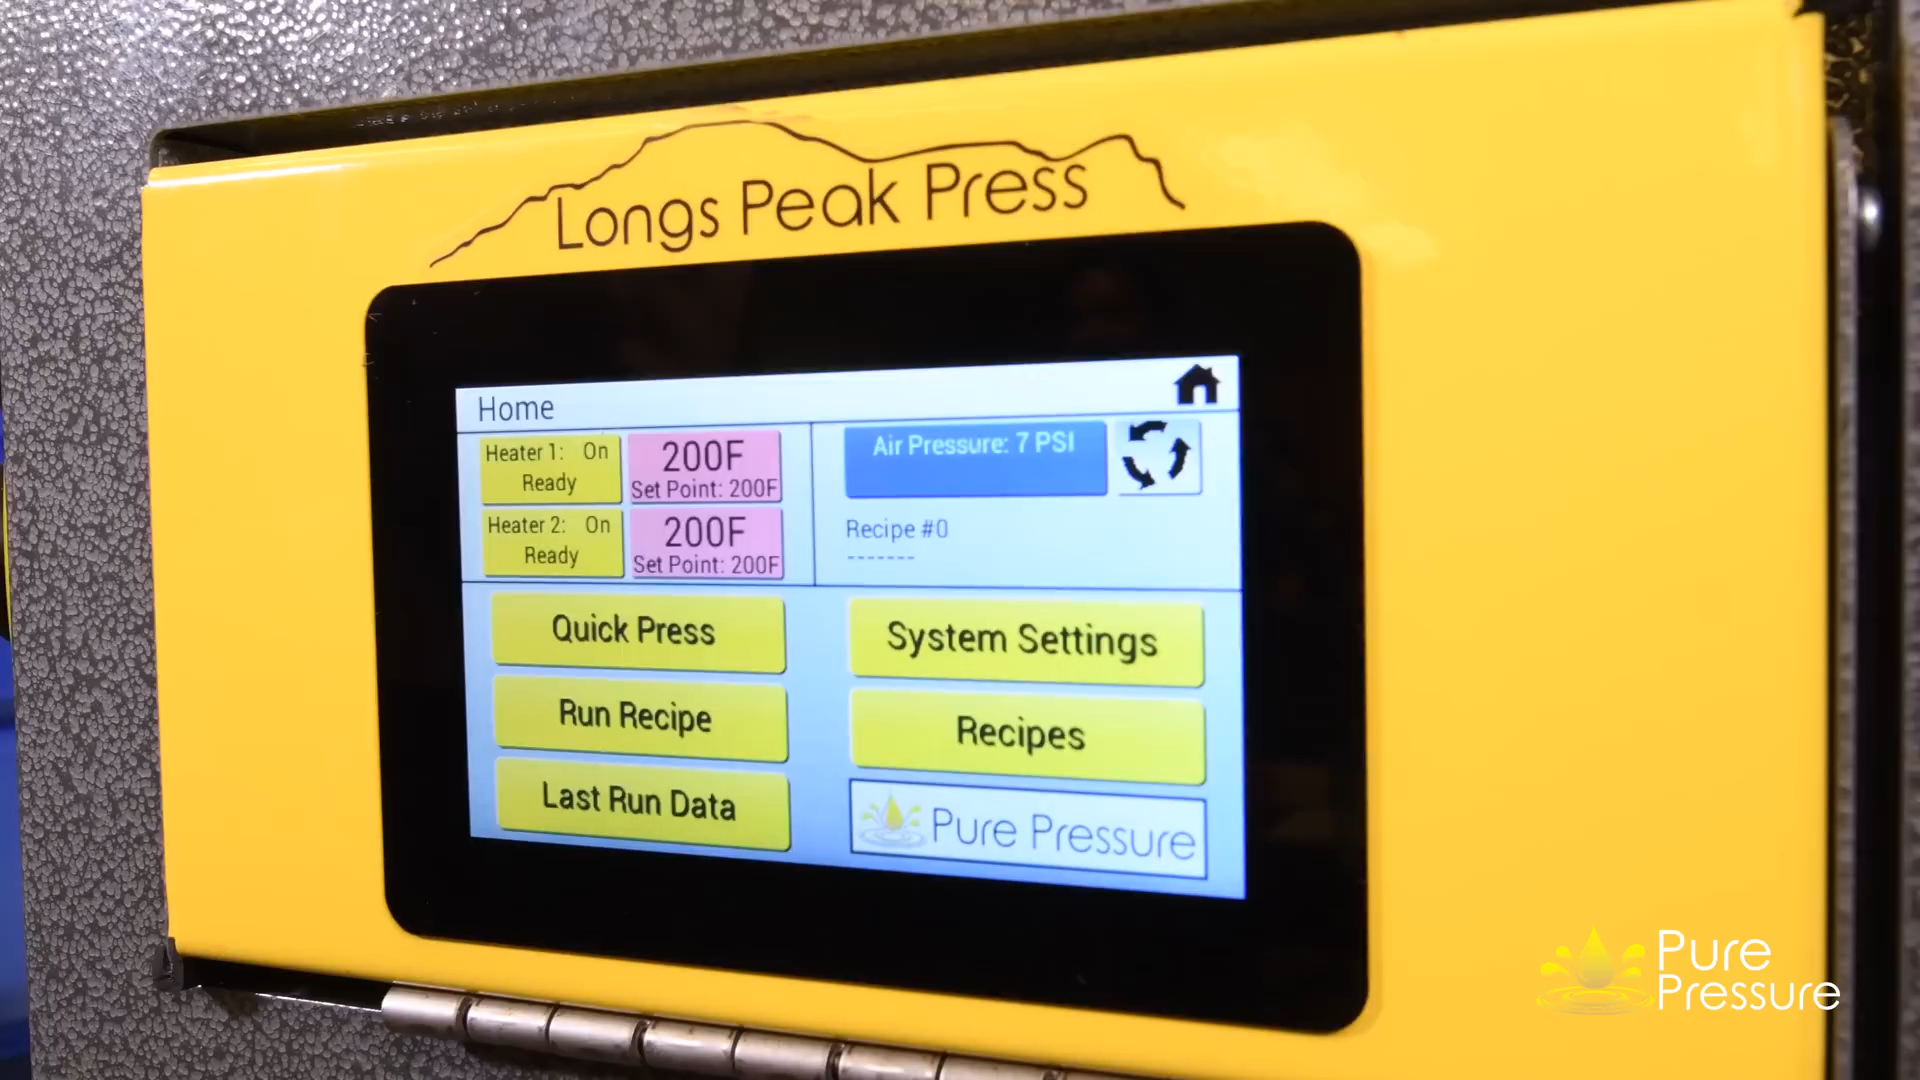 Longs Peak Press
Home
Heater 1: On
Ready
200F
Set Point: 200F
Heater 2: On
Ready
200F
Set Point: 200F
Air Pressure: 7 PSI
Recipe #0
-------
Quick Press
System Settings
Run Recipe
Recipes
Last Run Data
Pure Pressure
Pure
Pressure